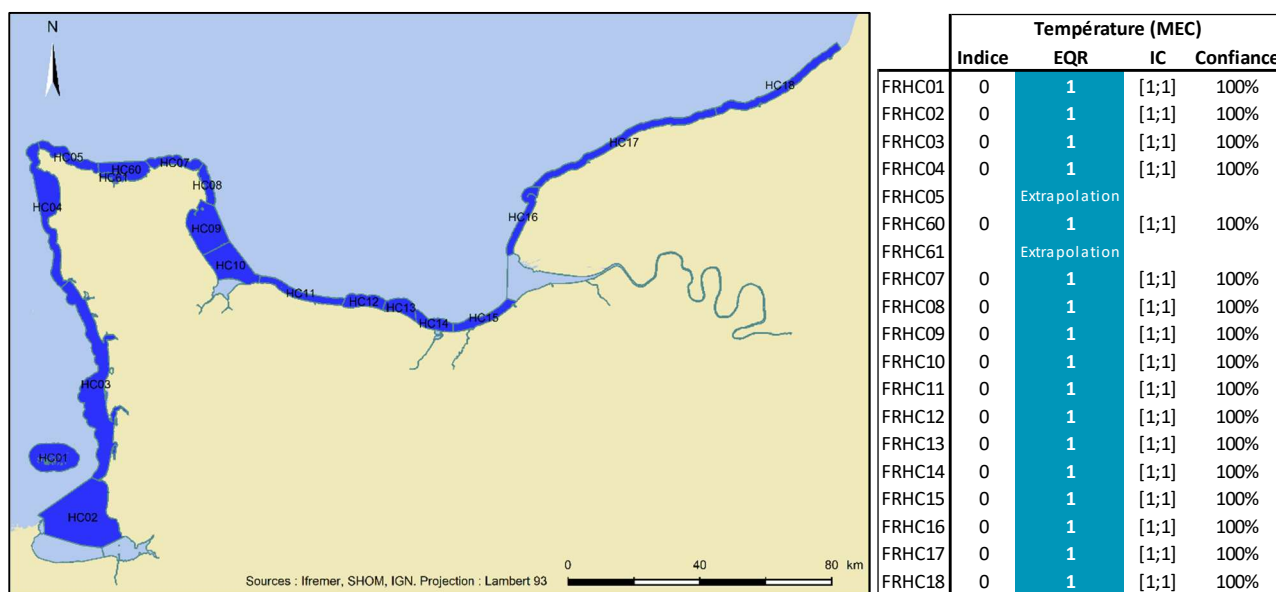 N
HC05
HC60
HC61
HC07
HC08
HC04
HC09
HC10
HC11
HC12
HC13
HC14
HC15
HC16
HC17
HC18
HC03
HC01
HC02
Sources : Ifremer, SHOM, IGN. Projection : Lambert 93
0 40 80 km
Température (MEC)
Indice EQR IC Confiance
FRHC01 0 1 [1;1] 100%
FRHC02 0 1 [1;1] 100%
FRHC03 0 1 [1;1] 100%
FRHC04 0 1 [1;1] 100%
FRHC05 Extrapolation
FRHC60 0 1 [1;1] 100%
FRHC61 Extrapolation
FRHC07 0 1 [1;1] 100%
FRHC08 0 1 [1;1] 100%
FRHC09 0 1 [1;1] 100%
FRHC10 0 1 [1;1] 100%
FRHC11 0 1 [1;1] 100%
FRHC12 0 1 [1;1] 100%
FRHC13 0 1 [1;1] 100%
FRHC14 0 1 [1;1] 100%
FRHC15 0 1 [1;1] 100%
FRHC16 0 1 [1;1] 100%
FRHC17 0 1 [1;1] 100%
FRHC18 0 1 [1;1] 100%